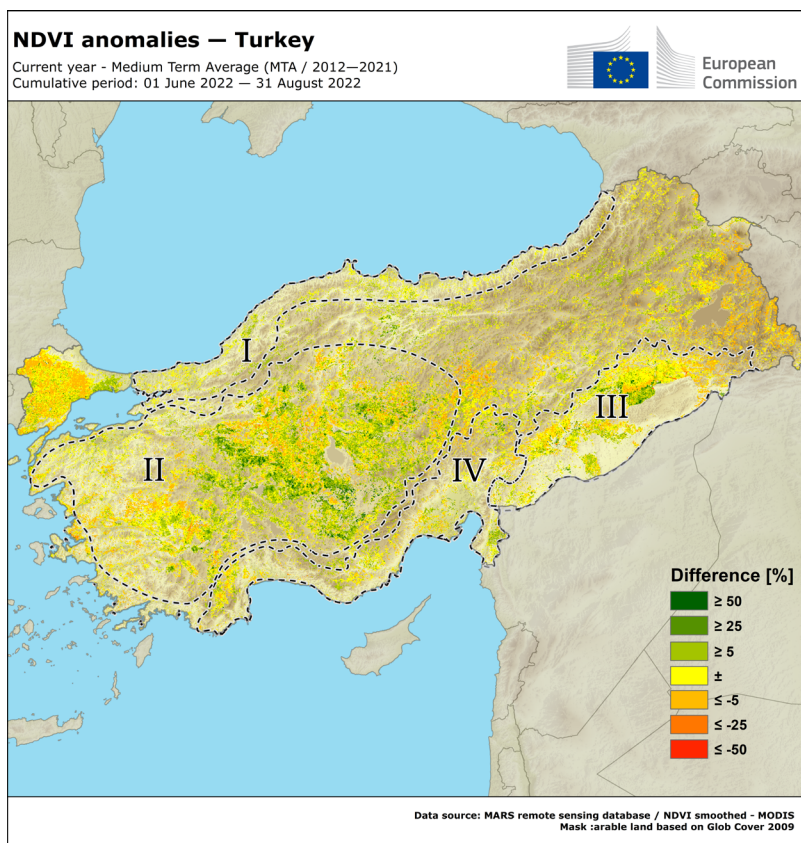 NDVI anomalies — Turkey
Current year - Medium Term Average (MTA / 2012—2021)
Cumulative period: 01 June 2022 — 31 August 2022
European
Commission
I
II
III
IV
Difference [%]
≥ 50
≥ 25
≥ 5
±
≤ -5
≤ -25
≤ -50
Data source: MARS remote sensing database / NDVI smoothed - MODIS
Mask :arable land based on Glob Cover 2009